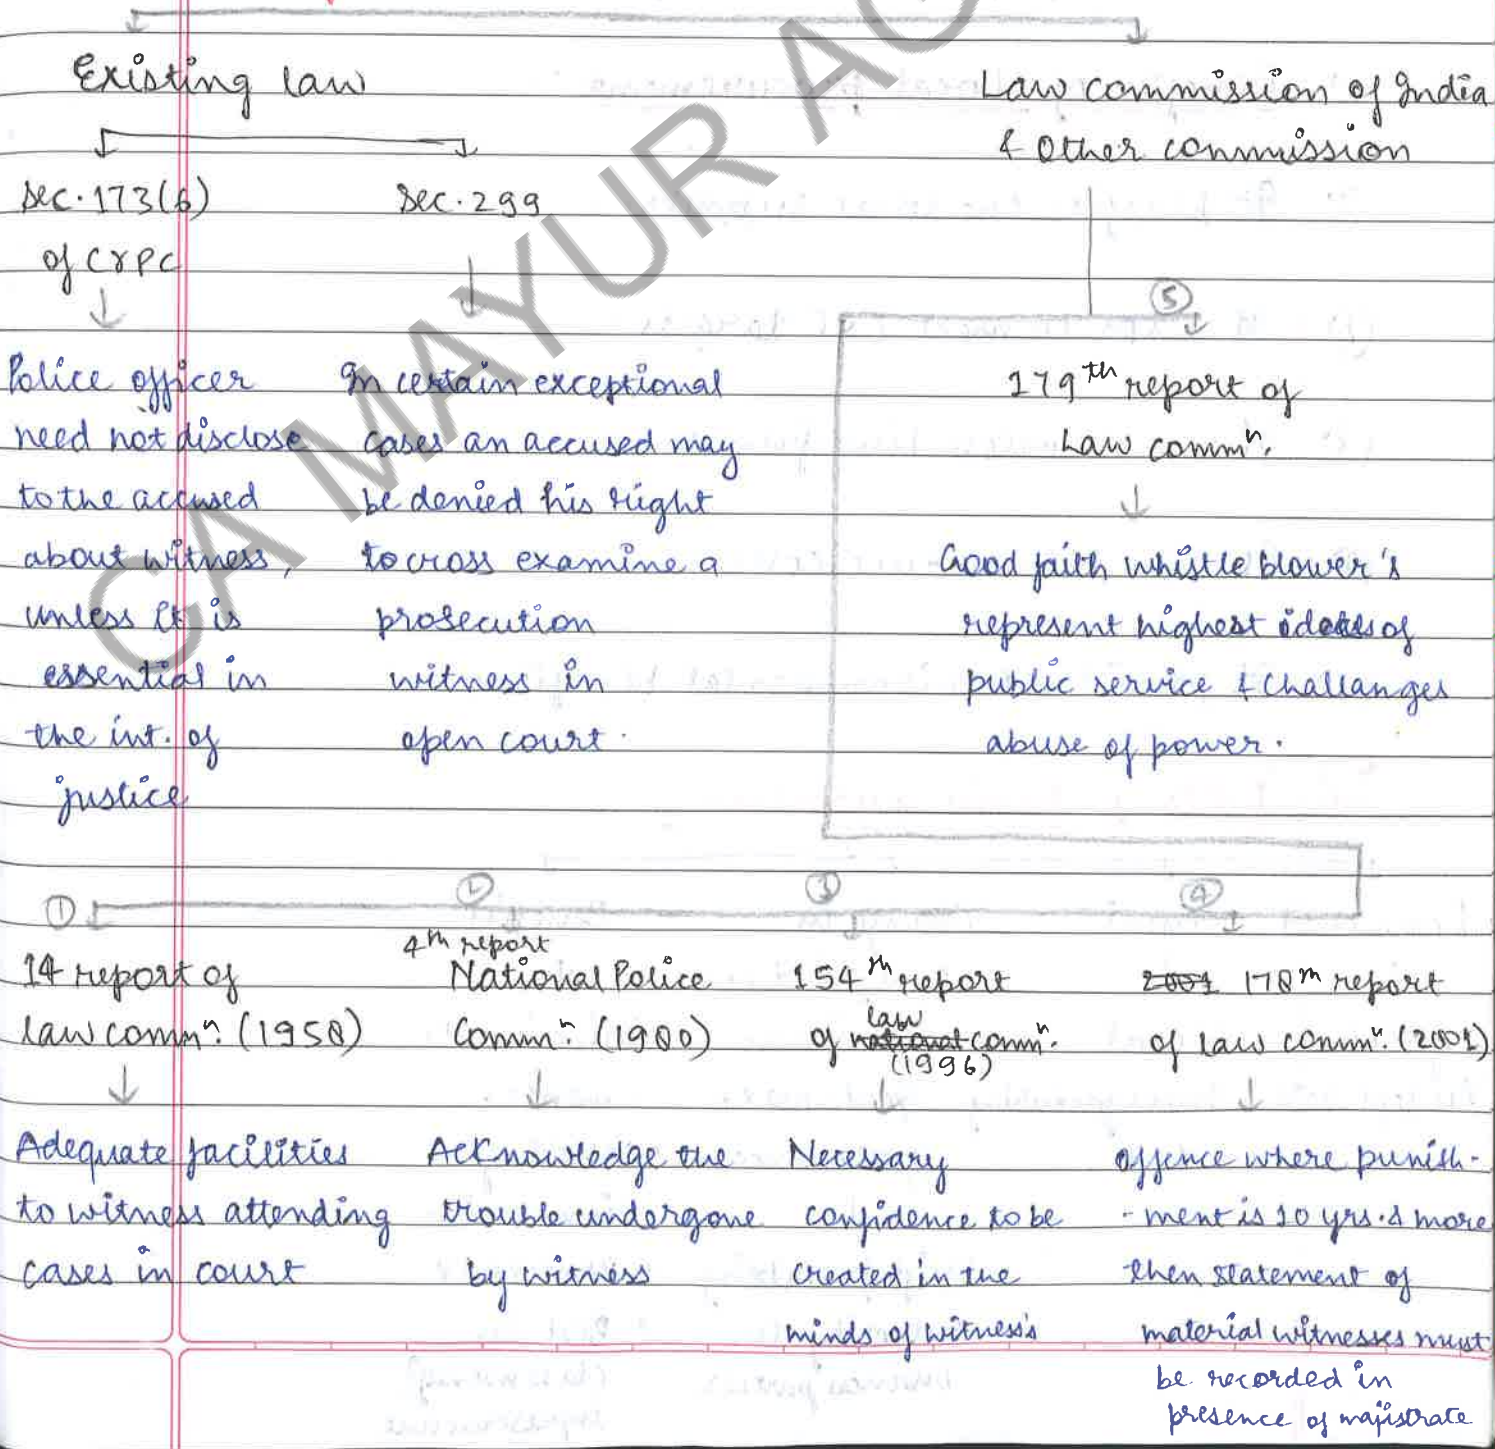 Existing law
Law commission of India
& Other commission
Sec. 173(6)
of CrPC
Sec. 299
Police officer
need not disclose
to the accused
about witness,
unless it is
essential in
the int. of
justice
In certain exceptional
cases an accused may
be denied his right
to cross examine a
prosecution
witness in
open court.
⑤
179th report of
Law commn.
Good faith whistle blower's
represent highest ideals of
public service & challanges
abuse of power.
①
14 report of
law commn. (1958)
Adequate facilities
to witness attending
cases in court
②
4th report
National Police
Commn. (1980)
Acknowledge the
trouble undergone
by witness
③
154th report
of law commn.
(1996)
Necessary
confidence to be
created in the
minds of witness's
④
2001 178th report
of law commn. (2001)
offence where punish-
-ment is 10 yrs. & more
then statement of
material witnesses must
be recorded in
presence of majistrate
CA MAYUR AG